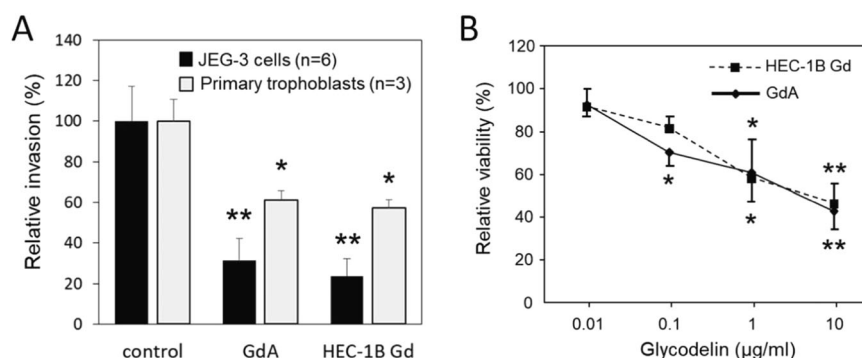 A
Relative invasion (%)
140
120
100
80
60
40
20
0
JEG-3 cells (n=6)
Primary trophoblasts (n=3)
**
*
**
*
control GdA HEC-1B Gd
B
Relative viability (%)
120
100
80
60
40
20
0
HEC-1B Gd
GdA
*
**
*
*
**
0.01 0.1 1 10
Glycodelin (μg/ml)